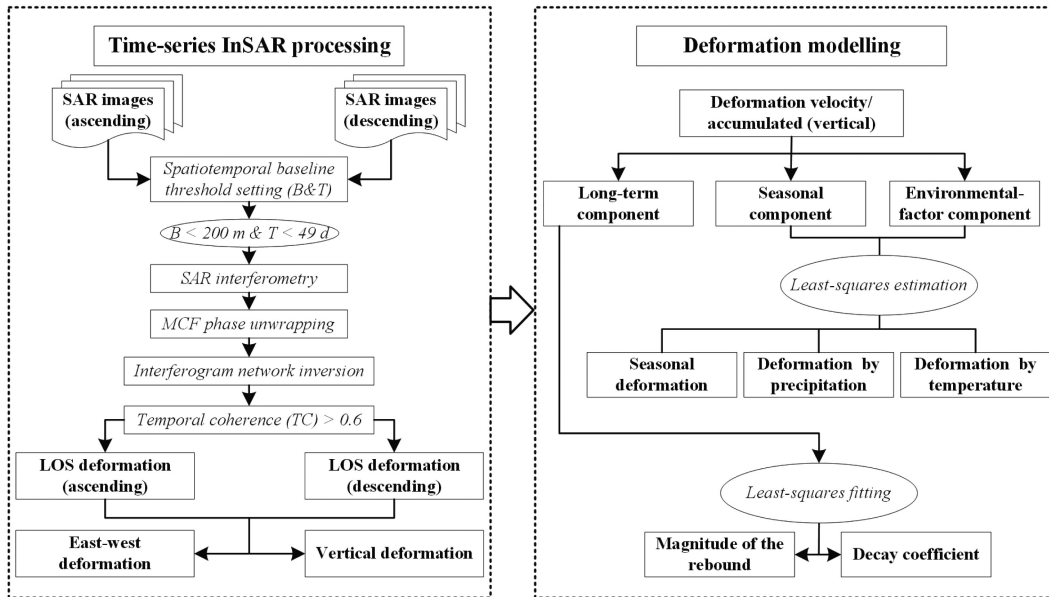 Time-series InSAR processing
SAR images
(ascending)
SAR images
(descending)
Spatiotemporal baseline
threshold setting (B&T)
B < 200 m & T < 49 d
SAR interferometry
MCF phase unwrapping
Interferogram network inversion
Temporal coherence (TC) > 0.6
LOS deformation
(ascending)
LOS deformation
(descending)
East-west
deformation
Vertical deformation
Deformation modelling
Deformation velocity/
accumulated (vertical)
Long-term
component
Seasonal
component
Environmental-
factor component
Least-squares estimation
Seasonal
deformation
Deformation by
precipitation
Deformation by
temperature
Least-squares fitting
Magnitude of the
rebound
Decay coefficient